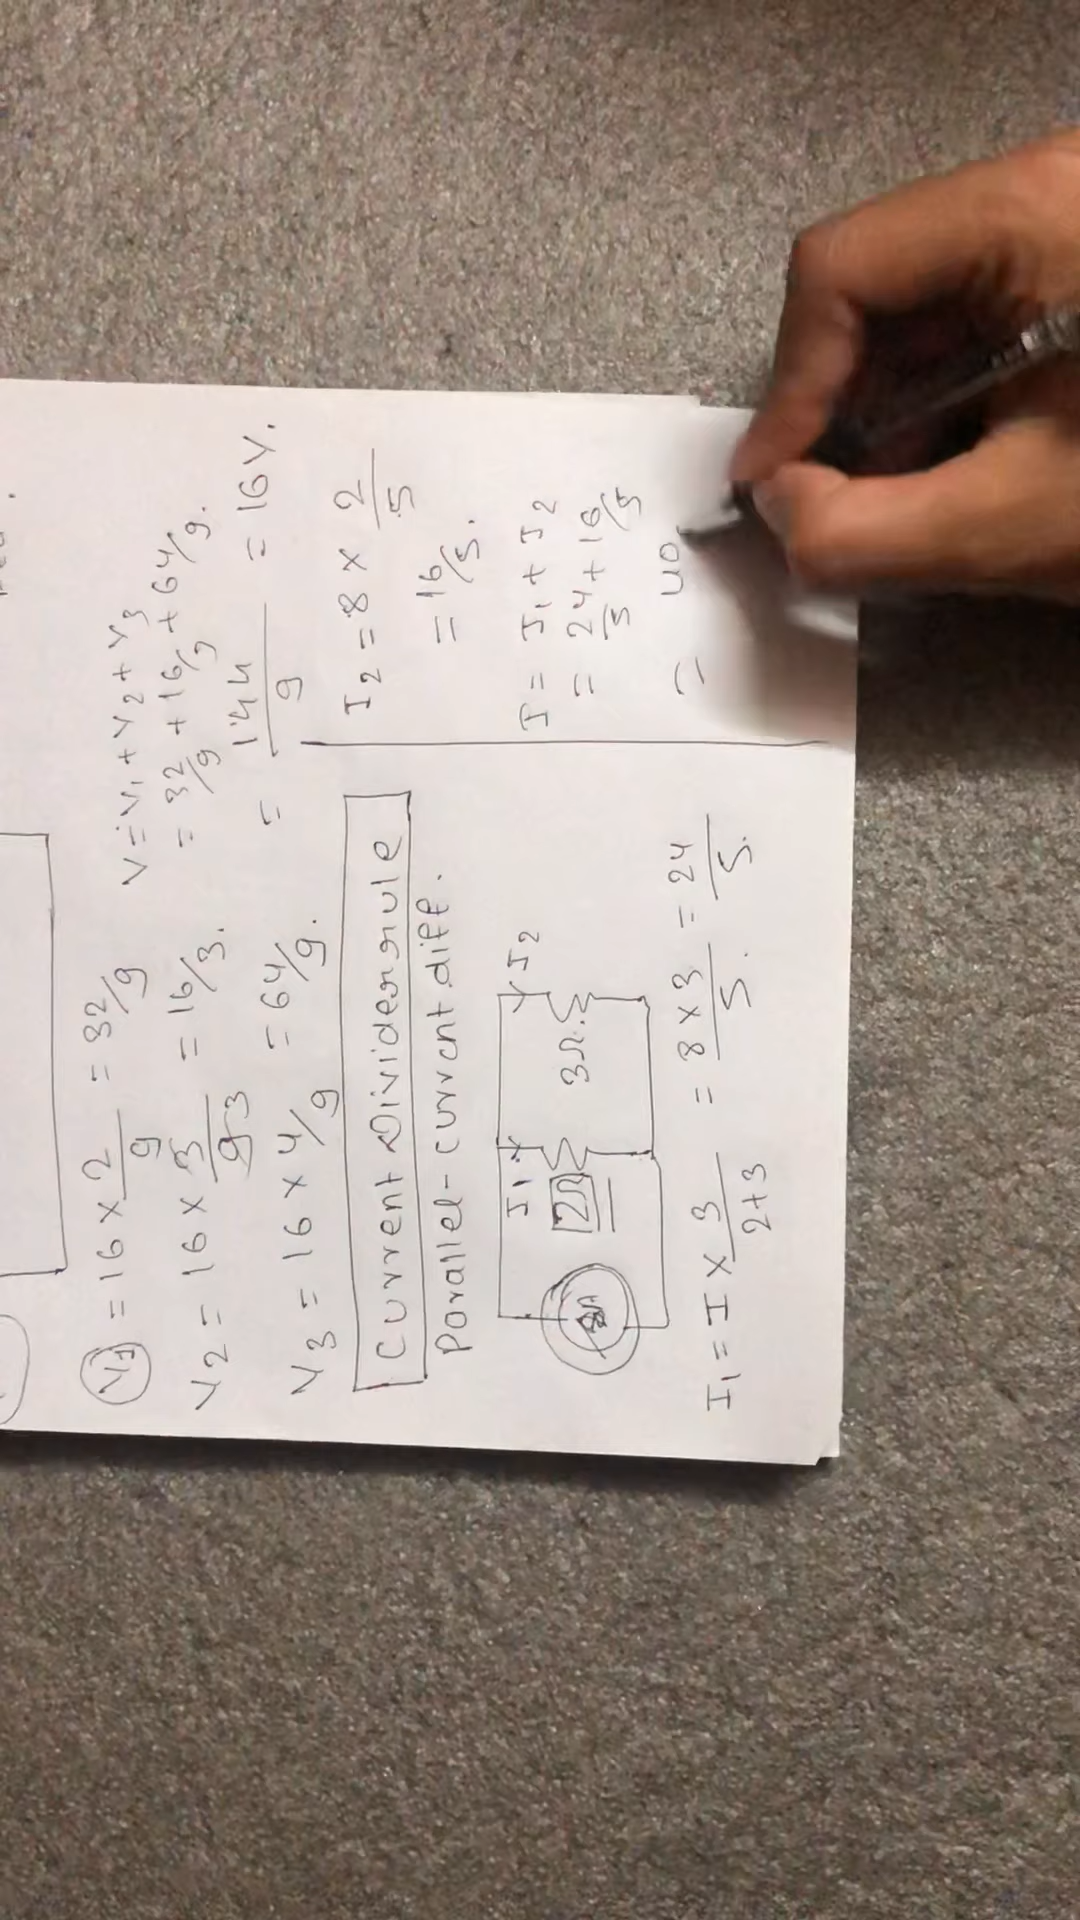 V1 = 16 × 2/9 = 32/9
V2 = 16 × 3/9 3 = 16/3.
V3 = 16 × 4/9 = 64/9.
V = V1 + V2 + V3
= 32/9 + 16/3 + 64/9.
= 144/9 = 16V.
Current Divider rule
Parallel - current diff.
I1 I2
2Ω 3Ω.
8A
I1 = I × 3/2+3 = 8×3/5. = 24/5.
I2 = 8 × 2/5
= 16/5.
I = I1 + I2
= 24/5 + 16/5
= 40